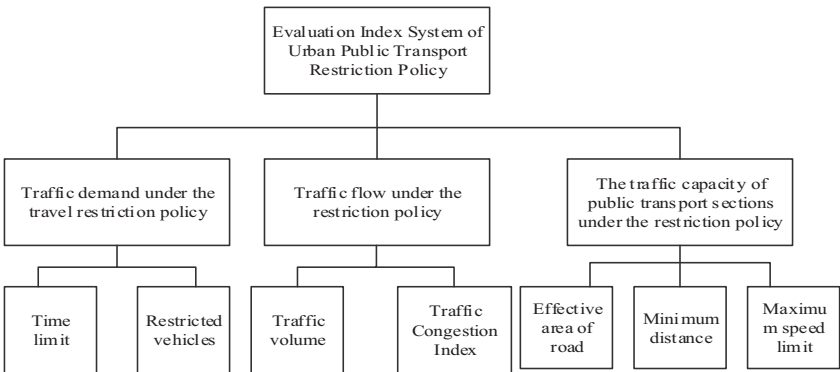 Evaluation Index System of
Urban Public Transport
Restriction Policy
Traffic demand under the
travel restriction policy
Traffic flow under the
restriction policy
The traffic capacity of
public transport sections
under the restriction policy
Time
limit
Restricted
vehicles
Traffic
volume
Traffic
Congestion
Index
Effective
area of
road
Minimum
distance
Maximu
m speed
limit